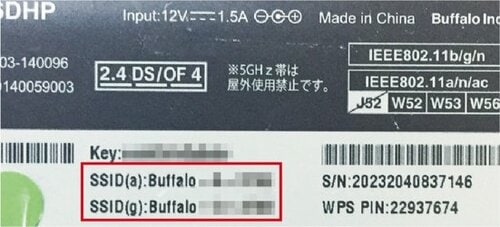 6DHP
Input:12V⎓1.5A
Made in China
Buffalo Inc
03-140096
0140059003
2.4 DS/OF 4
※5GHz帯は
屋外使用禁止です。
IEEE802.11b/g/n
IEEE802.11a/n/ac
J52 W52 W53 W56
Key:
SSID(a):Buffalo
SSID(g):Buffalo
S/N:20232040837146
WPS PIN:22937674